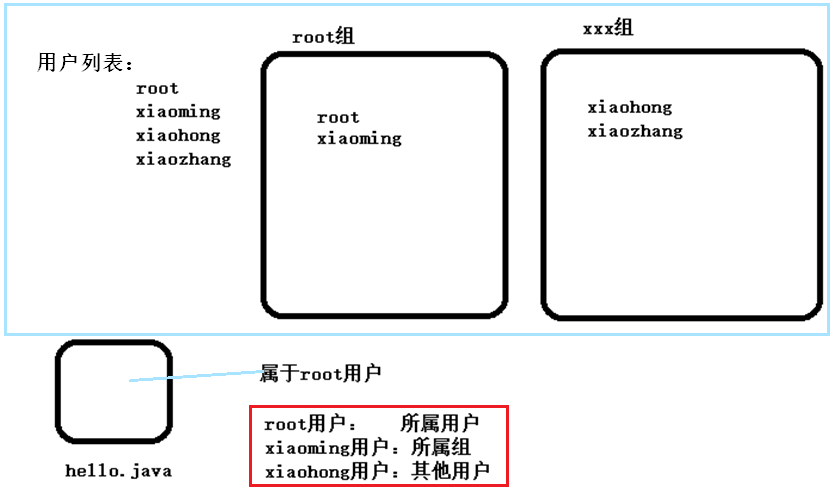 root组
xxx组
用户列表：
root
xiaoming
xiaohong
xiaozhang
root
xiaoming
xiaohong
xiaozhang
属于root用户
root用户： 所属用户
xiaoming用户：所属组
xiaohong用户：其他用户
hello.java